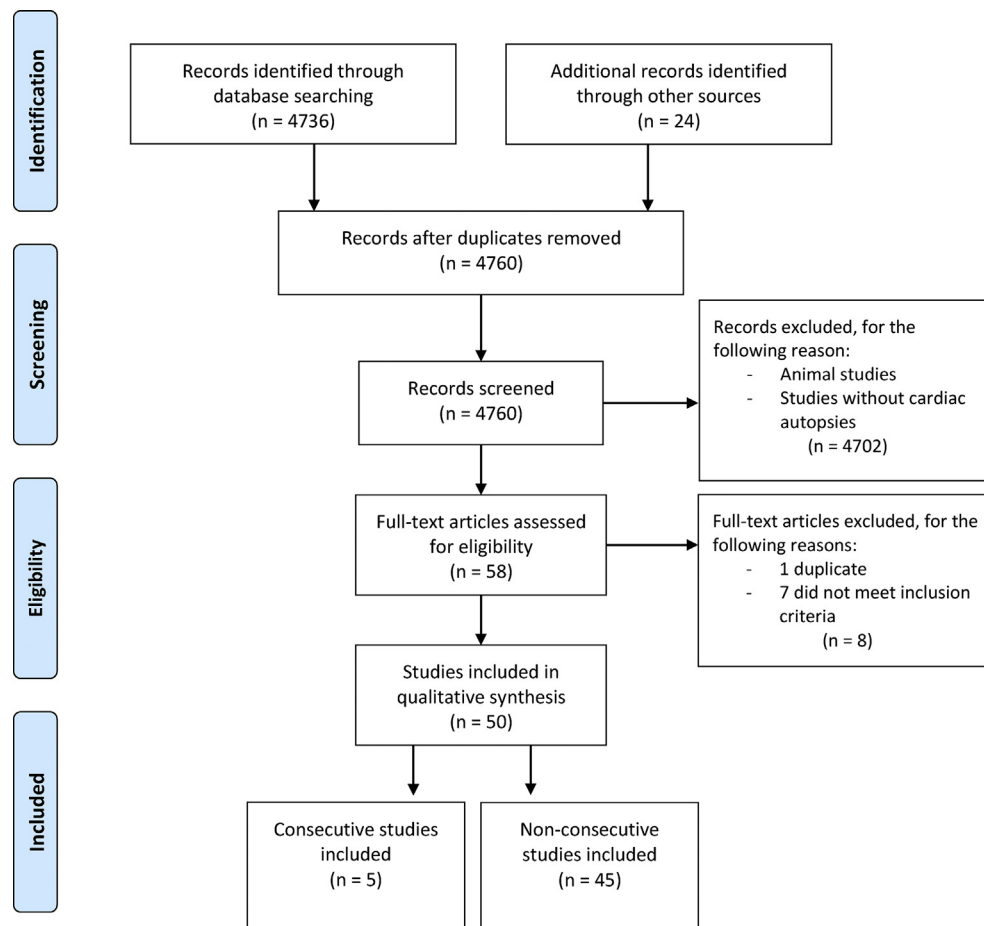 Identification
Records identified through
database searching
(n = 4736)
Additional records identified
through other sources
(n = 24)
Records after duplicates removed
(n = 4760)
Screening
Records screened
(n = 4760)
Records excluded, for the
following reason:
- Animal studies
- Studies without cardiac
autopsies
(n = 4702)
Eligibility
Full-text articles assessed
for eligibility
(n = 58)
Full-text articles excluded, for the
following reasons:
- 1 duplicate
- 7 did not meet inclusion
criteria
(n = 8)
Studies included in
qualitative synthesis
(n = 50)
Included
Consecutive studies
included
(n = 5)
Non-consecutive
studies included
(n = 45)